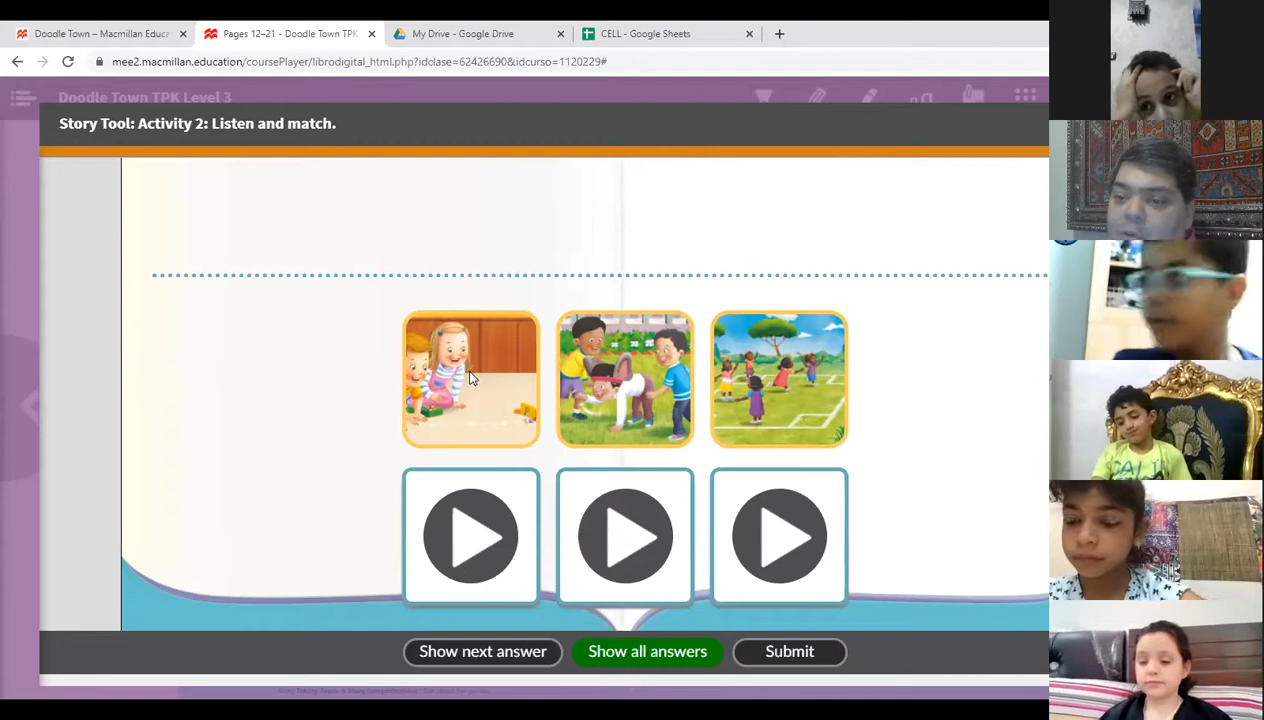 Doodle Town – Macmillan Educa
Pages 12–21 - Doodle Town TPK
My Drive - Google Drive
CELL - Google Sheets
mee2.macmillan.education/coursePlayer/librodigital_html.php?idclase=62426690&idcurso=1120229#
Doodle Town TPK Level 3
Story Tool: Activity 2: Listen and match.
Show next answer
Show all answers
Submit